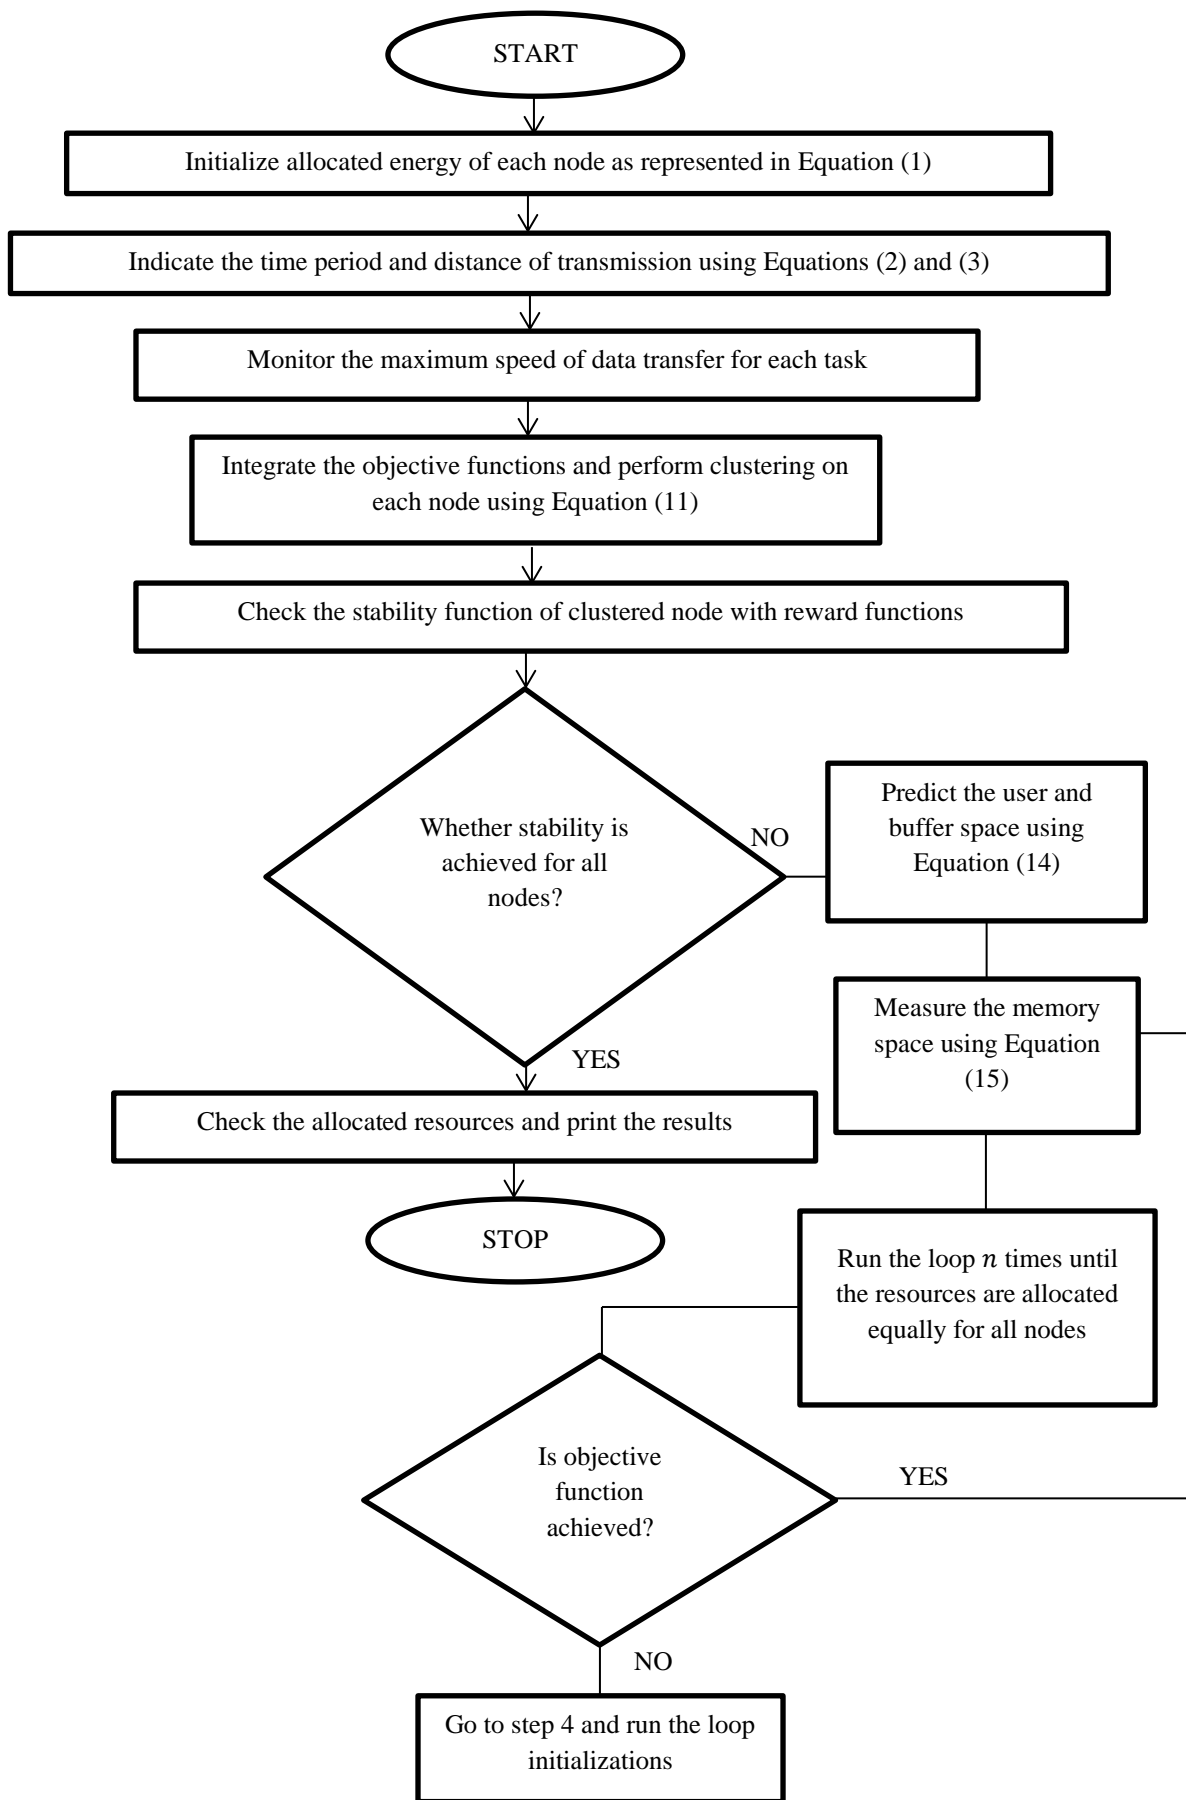 START
Initialize allocated energy of each node as represented in Equation (1)
Indicate the time period and distance of transmission using Equations (2) and (3)
Monitor the maximum speed of data transfer for each task
Integrate the objective functions and perform clustering on
each node using Equation (11)
Check the stability function of clustered node with reward functions
Whether stability is
achieved for all
nodes?
NO
Predict the user and
buffer space using
Equation (14)
Measure the memory
space using Equation
(15)
YES
Check the allocated resources and print the results
STOP
Run the loop n times until
the resources are allocated
equally for all nodes
Is objective
function
achieved?
YES
NO
Go to step 4 and run the loop
initializations